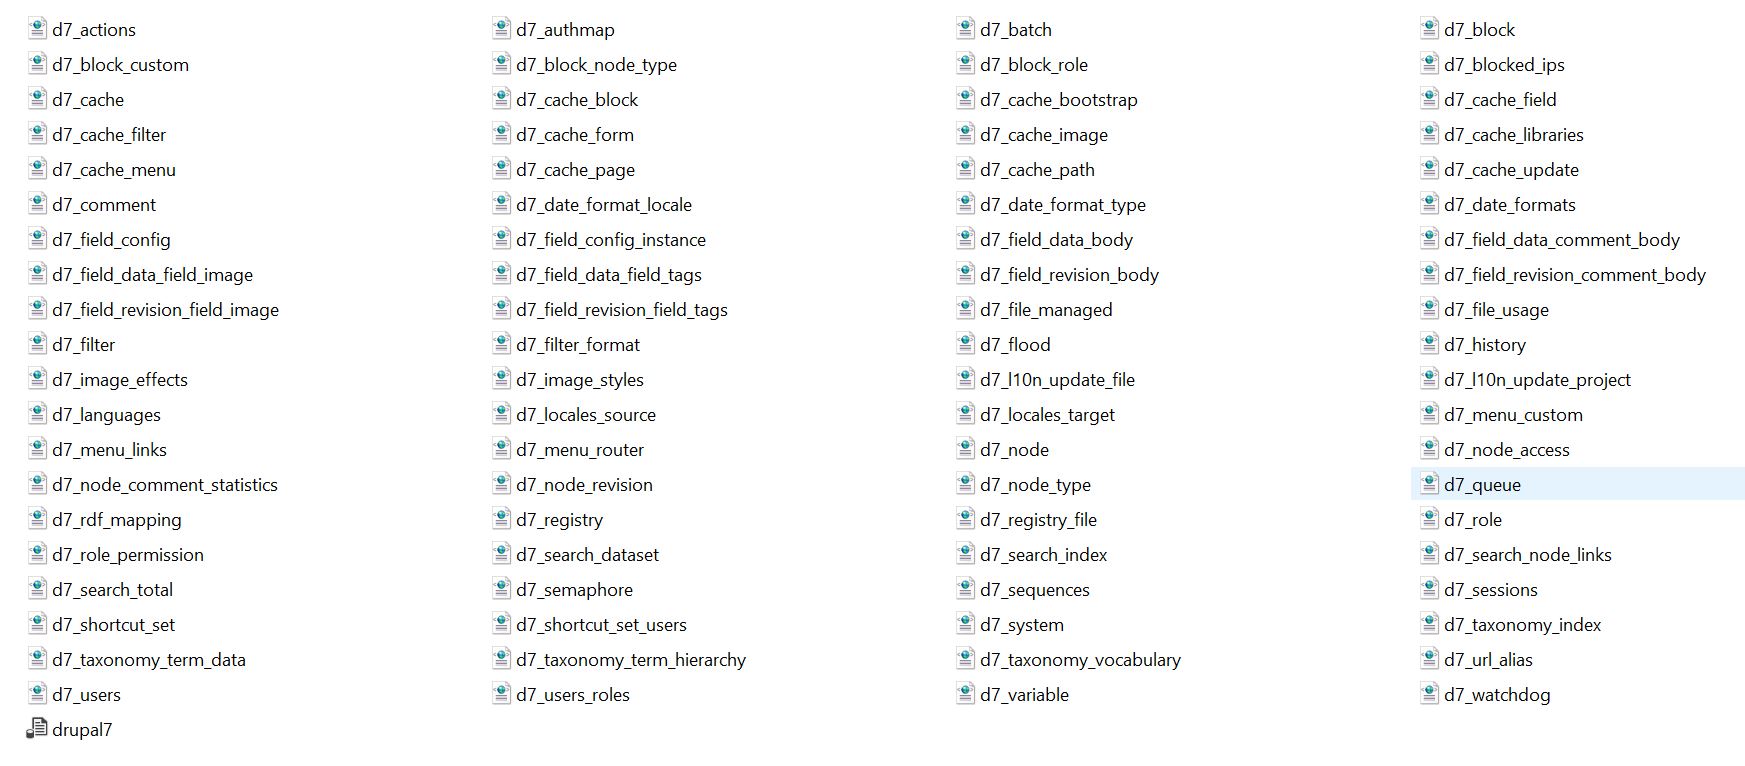 d7_actions d7_authmap d7_batch d7_block
d7_block_custom d7_block_node_type d7_block_role d7_blocked_ips
d7_cache d7_cache_block d7_cache_bootstrap d7_cache_field
d7_cache_filter d7_cache_form d7_cache_image d7_cache_libraries
d7_cache_menu d7_cache_page d7_cache_path d7_cache_update
d7_comment d7_date_format_locale d7_date_format_type d7_date_formats
d7_field_config d7_field_config_instance d7_field_data_body d7_field_data_comment_body
d7_field_data_field_image d7_field_data_field_tags d7_field_revision_body d7_field_revision_comment_body
d7_field_revision_field_image d7_field_revision_field_tags d7_file_managed d7_file_usage
d7_filter d7_filter_format d7_flood d7_history
d7_image_effects d7_image_styles d7_l10n_update_file d7_l10n_update_project
d7_languages d7_locales_source d7_locales_target d7_menu_custom
d7_menu_links d7_menu_router d7_node d7_node_access
d7_node_comment_statistics d7_node_revision d7_node_type d7_queue
d7_rdf_mapping d7_registry d7_registry_file d7_role
d7_role_permission d7_search_dataset d7_search_index d7_search_node_links
d7_search_total d7_semaphore d7_sequences d7_sessions
d7_shortcut_set d7_shortcut_set_users d7_system d7_taxonomy_index
d7_taxonomy_term_data d7_taxonomy_term_hierarchy d7_taxonomy_vocabulary d7_url_alias
d7_users d7_users_roles d7_variable d7_watchdog
drupal7